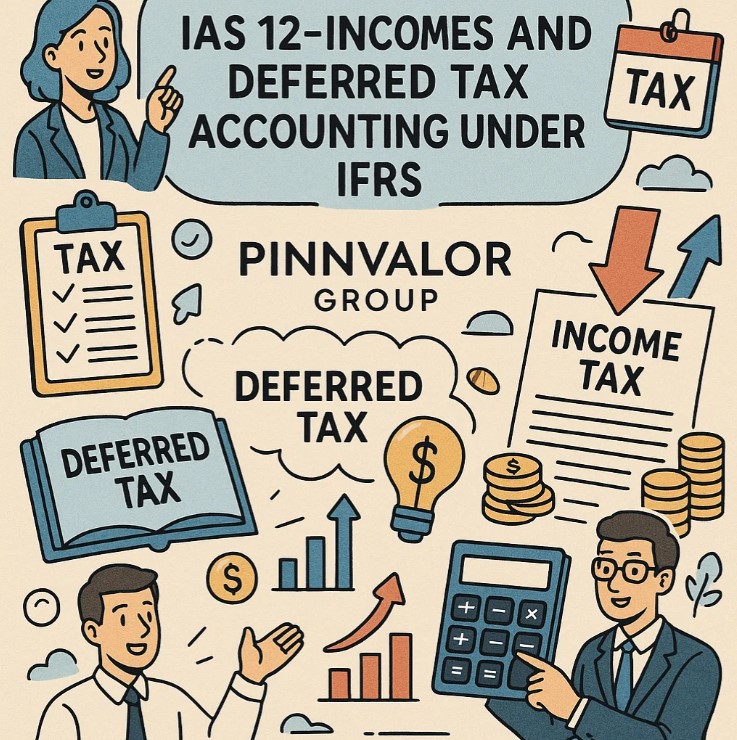 IAS 12-INCOMES AND
DEFERRED TAX
ACCOUNTING UNDER
IFRS
TAX
TAX
PINNVALOR
GROUP
INCOME
TAX
DEFERRED
TAX
$
DEFERRED
TAX
$
$
+ − ×
+ − −
= =